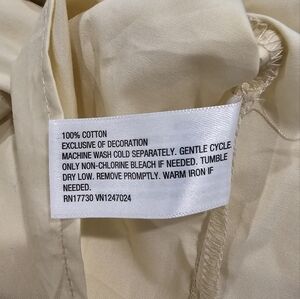 100% COTTON
EXCLUSIVE OF DECORATION
MACHINE WASH COLD SEPARATELY. GENTLE CYCLE.
ONLY NON-CHLORINE BLEACH IF NEEDED. TUMBLE
DRY LOW. REMOVE PROMPTLY. WARM IRON IF
NEEDED.
RN17730 VN1247024